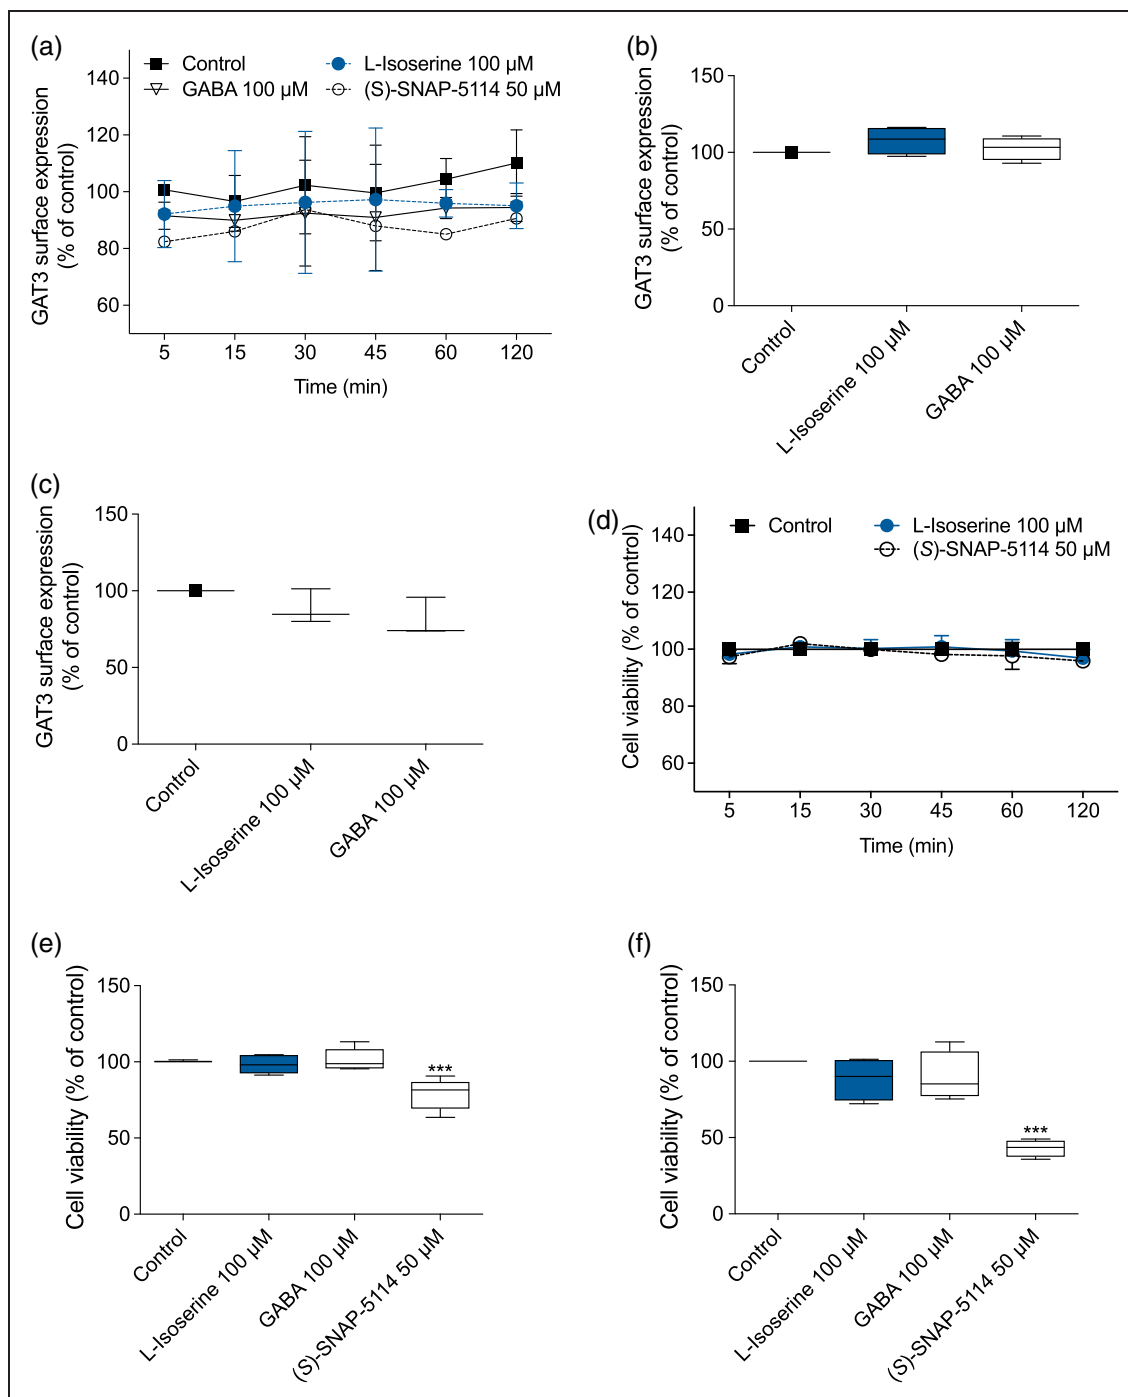 (a)
Control
L-Isoserine 100 µM
GABA 100 µM
(S)-SNAP-5114 50 µM
GAT3 surface expression
(% of control)
140
120
100
80
60
5 15 30 45 60 120
Time (min)
(b)
GAT3 surface expression
(% of control)
150
100
50
0
Control
L-Isoserine 100 µM
GABA 100 µM
(c)
GAT3 surface expression
(% of control)
150
100
50
0
Control
L-Isoserine 100 µM
GABA 100 µM
(d)
Control
L-Isoserine 100 µM
(S)-SNAP-5114 50 µM
Cell viability (% of control)
140
120
100
80
60
5 15 30 45 60 120
Time (min)
(e)
Cell viability (% of control)
150
100
50
0
***
Control
L-Isoserine 100 µM
GABA 100 µM
(S)-SNAP-5114 50 µM
(f)
Cell viability (% of control)
150
100
50
0
***
Control
L-Isoserine 100 µM
GABA 100 µM
(S)-SNAP-5114 50 µM